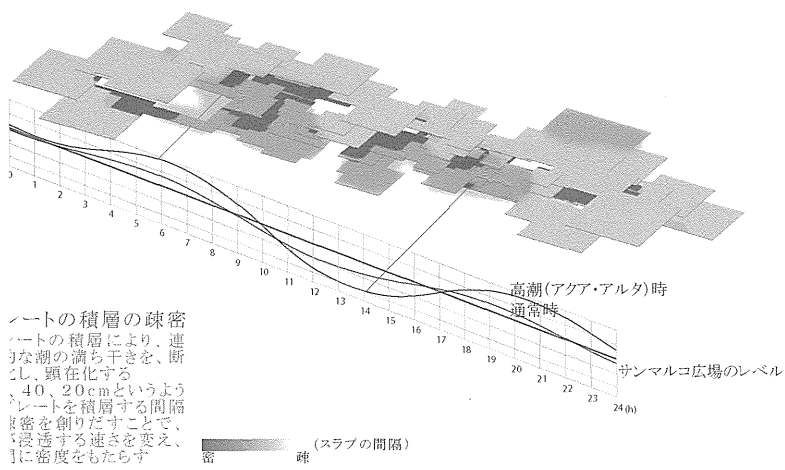 0 1 2 3 4 5 6 7 8 9 10 11 12 13 14 15 16 17 18 19 20 21 22 23 24(h)
高潮(アクア・アルタ)時
通常時
サンマルコ広場のレベル
レートの積層の疎密
レートの積層により、連
的な潮の満ち干きを、断
とし、顕在化する
、40、20cmというよう
プレートを積層する間隔
疎密を創りだすことで、
が浸透する速さを変え、
間に密度をもたらす
(スラブの間隔)
密 疎